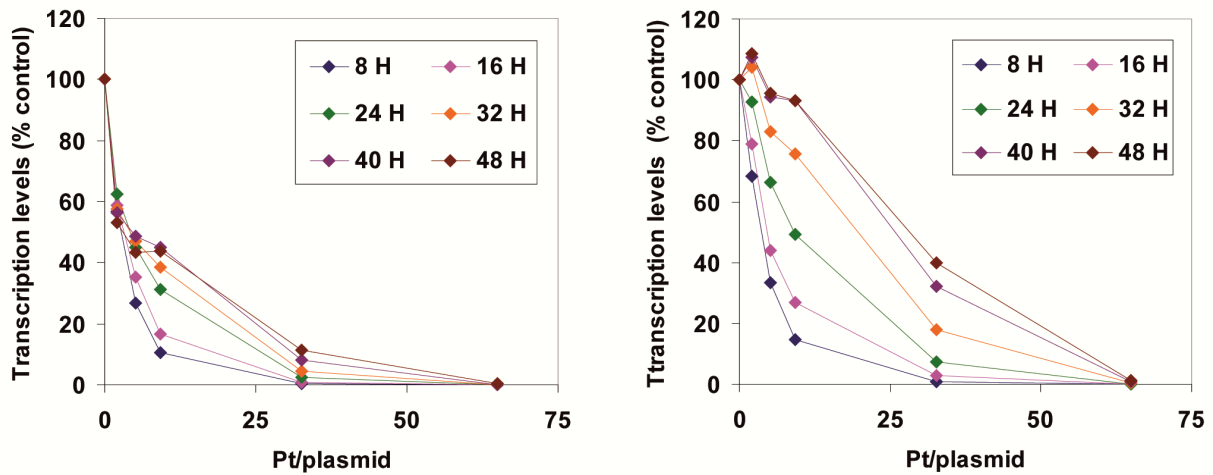 120
100
80
60
40
20
0
Transcription levels (% control)
8 H 16 H
24 H 32 H
40 H 48 H
0 25 50 75
Pt/plasmid
120
100
80
60
40
20
0
Ttranscription levels (% control)
8 H 16 H
24 H 32 H
40 H 48 H
0 25 50 75
Pt/plasmid